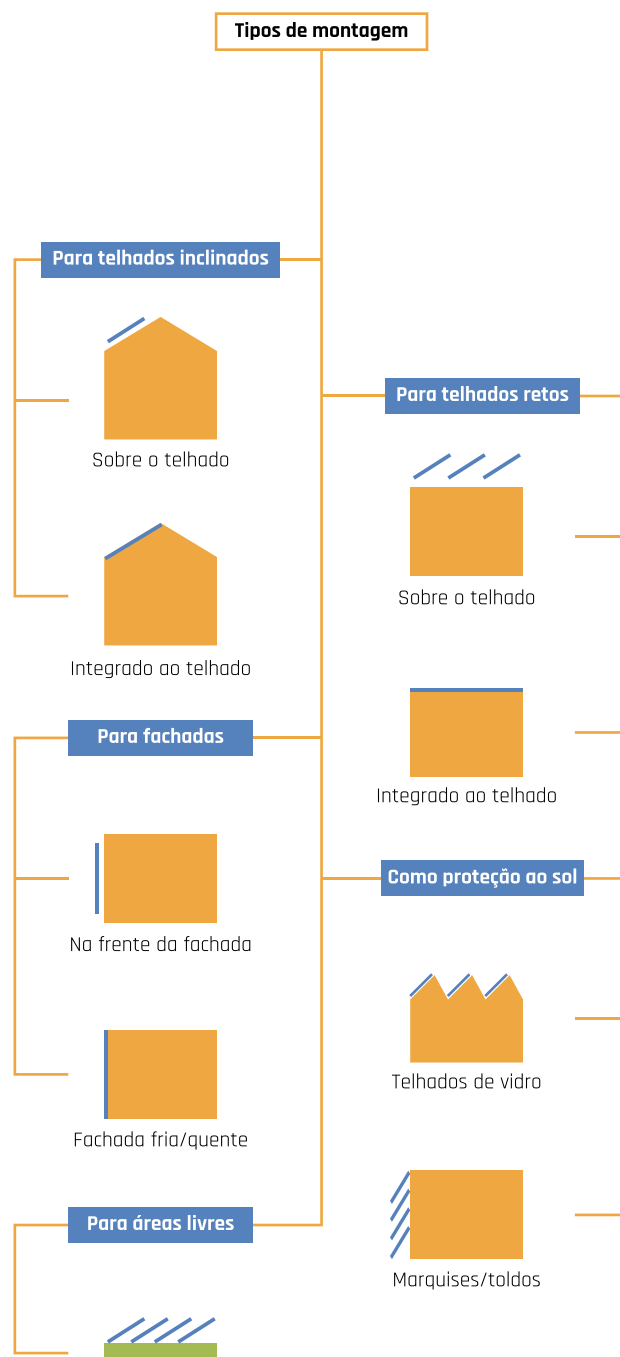 Tipos de montagem
Para telhados inclinados
Sobre o telhado
Integrado ao telhado
Para telhados retos
Sobre o telhado
Integrado ao telhado
Para fachadas
Na frente da fachada
Fachada fria/quente
Como proteção ao sol
Telhados de vidro
Marquises/toldos
Para áreas livres